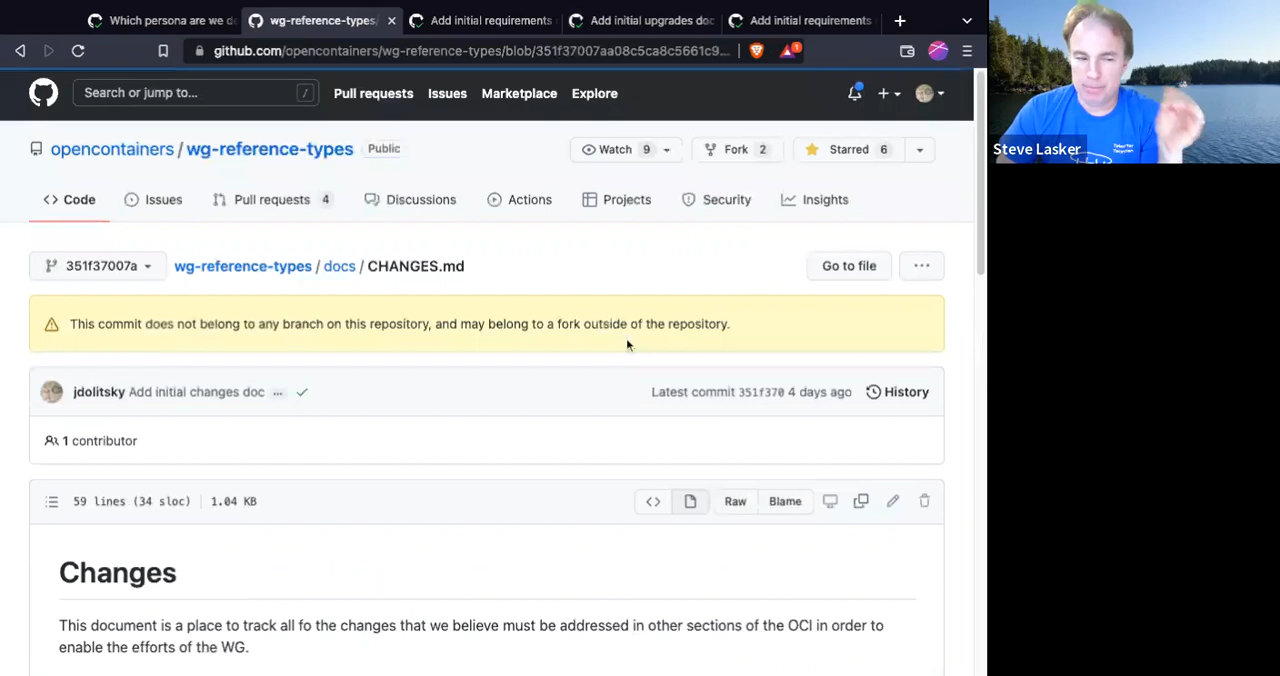 Which persona are we d
wg-reference-types
Add initial requirements
Add initial upgrades doc
Add initial requirements
github.com/opencontainers/wg-reference-types/blob/351f37007aa08c5ca8c5661c9...
1
Search or jump to...
/
Pull requests
Issues
Marketplace
Explore
Steve Lasker
opencontainers / wg-reference-types
Public
Watch 9
Fork 2
Starred 6
Code
Issues
Pull requests 4
Discussions
Actions
Projects
Security
Insights
351f37007a
wg-reference-types / docs / CHANGES.md
Go to file
...
This commit does not belong to any branch on this repository, and may belong to a fork outside of the repository.
jdolitsky Add initial changes doc ...
Latest commit 351f370 4 days ago
History
1 contributor
59 lines (34 sloc) | 1.04 KB
Raw
Blame
Changes
This document is a place to track all fo the changes that we believe must be addressed in other sections of the OCI in order to
enable the efforts of the WG.